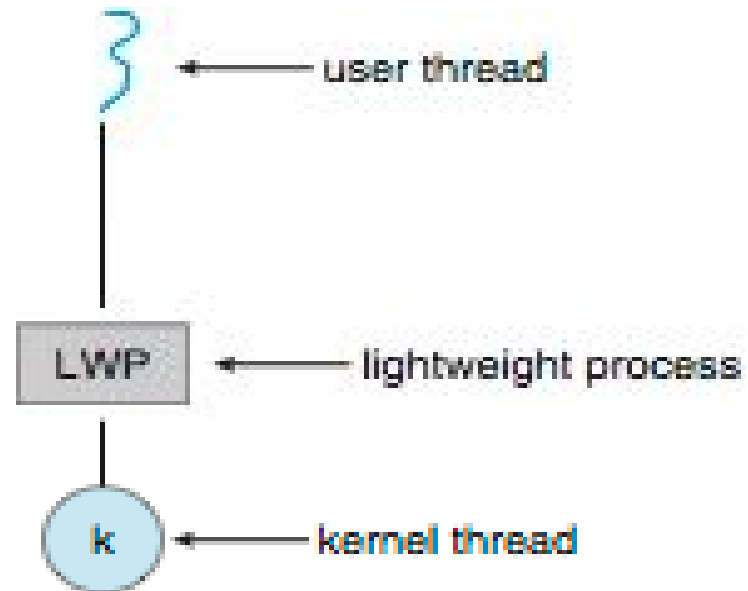 user thread
LWP
lightweight process
k
kernel thread